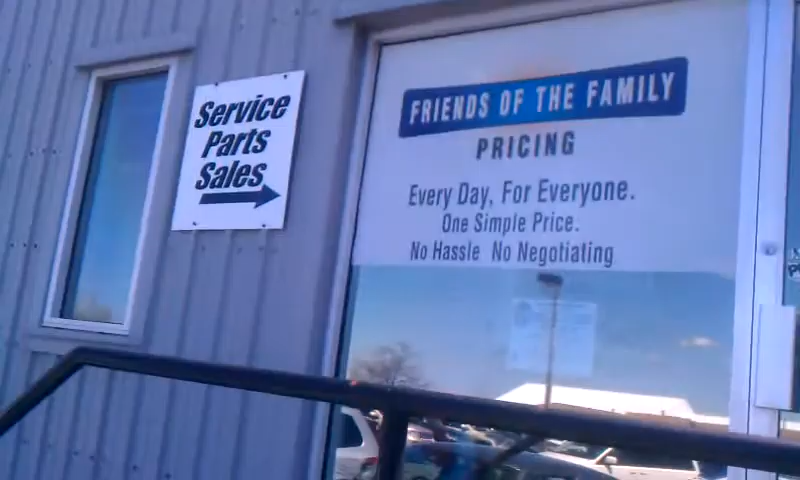 Service
Parts
Sales
FRIENDS OF THE FAMILY
PRICING
Every Day, For Everyone.
One Simple Price.
No Hassle No Negotiating